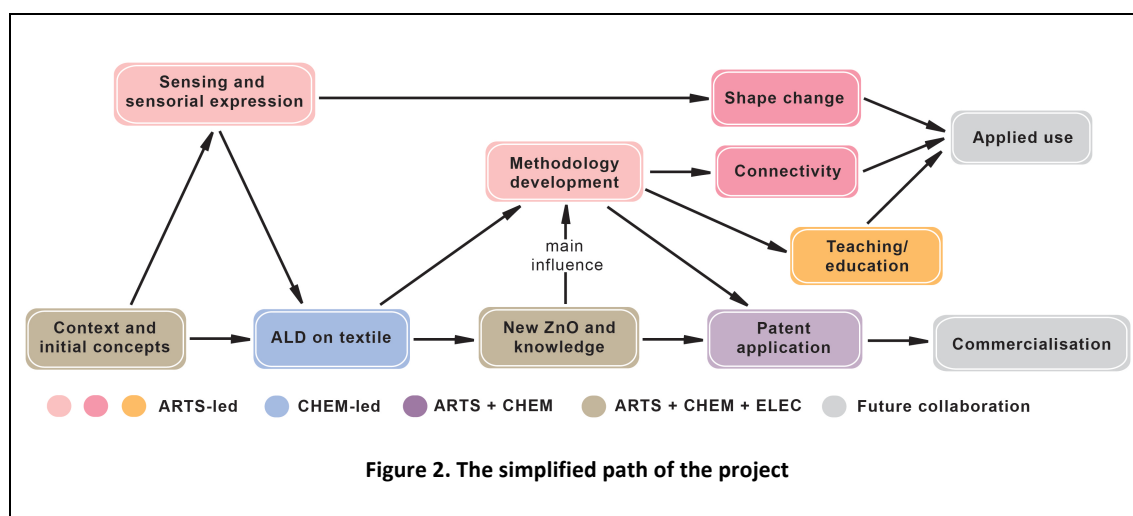 Sensing and
sensorial expression
Shape change
Applied use
Methodology
development
Connectivity
main
influence
Teaching/
education
Context and
initial concepts
ALD on textile
New ZnO and
knowledge
Patent
application
Commercialisation
ARTS-led
CHEM-led
ARTS + CHEM
ARTS + CHEM + ELEC
Future collaboration
Figure 2. The simplified path of the project